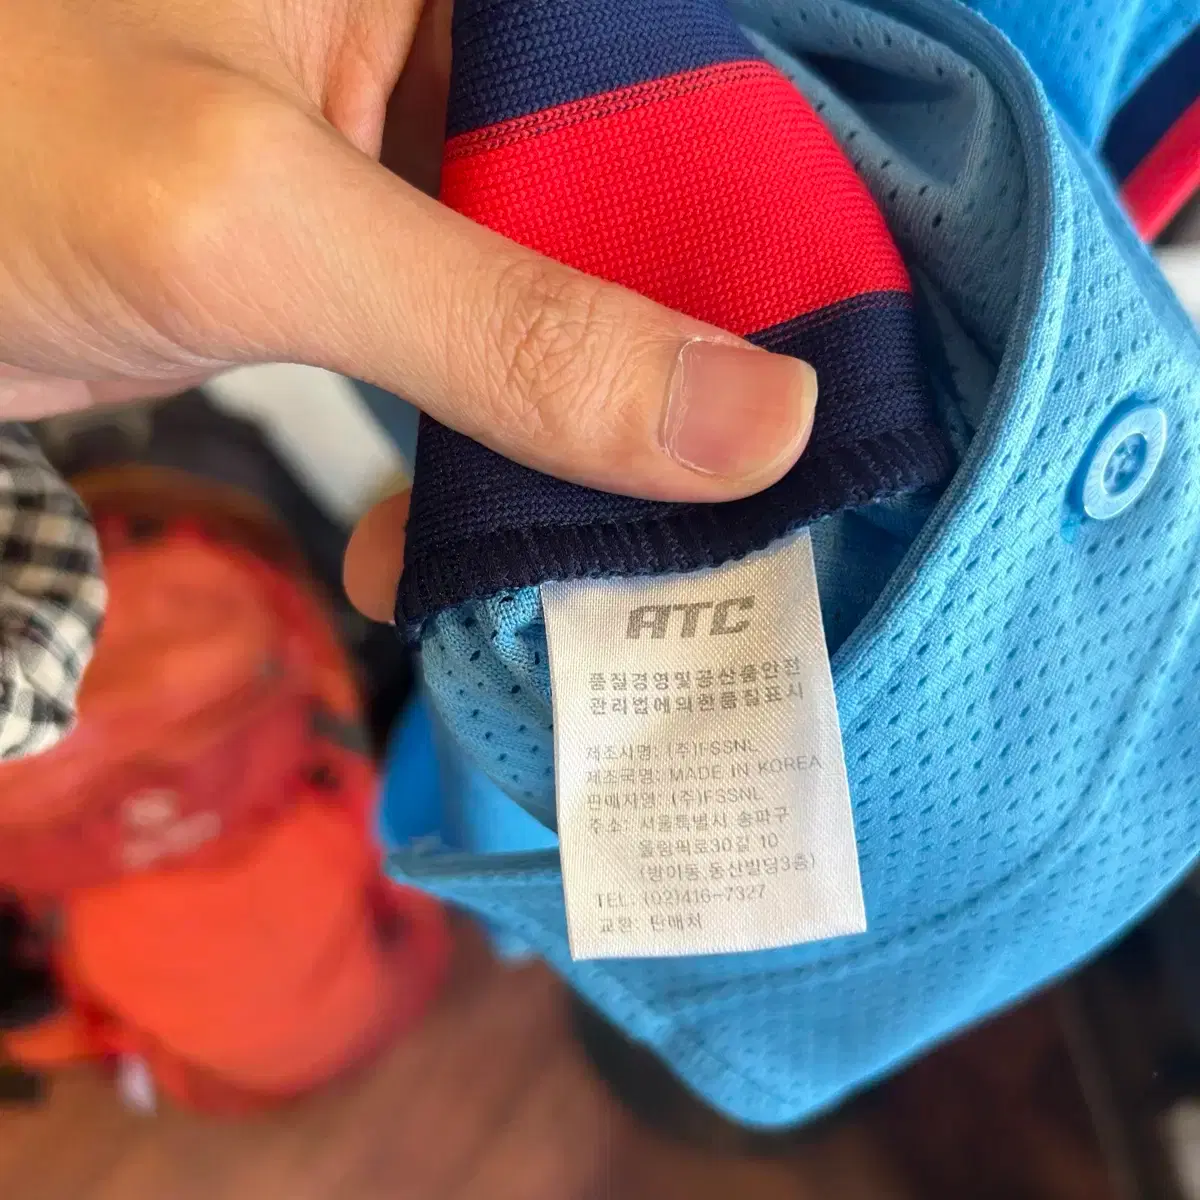 ATC
품질경영및공산품안전
관리법에의한품질표시
제조사명: (주)FSSNL
제조국명: MADE IN KOREA
판매자명: (주)FSSNL
주소: 서울특별시 송파구
올림픽로30길 10
(방이동,동산빌딩3층)
TEL: (02)416-7327
교환: 판매처